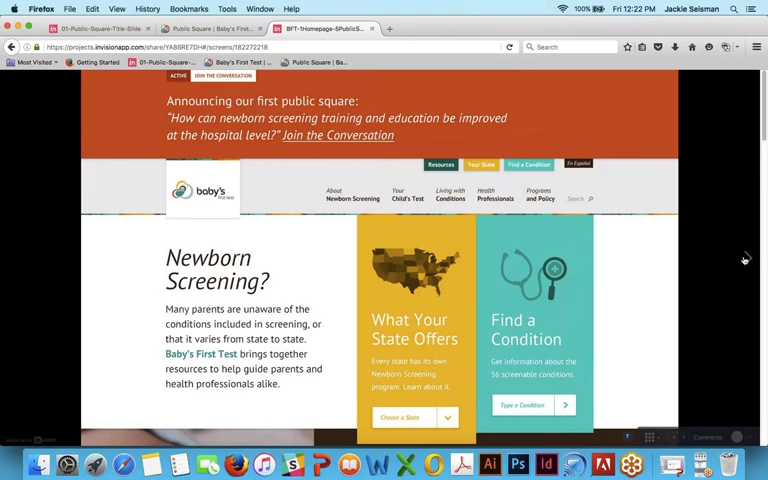 Firefox File Edit View History Bookmarks Tools Window Help 100% Fri 12:22 PM Jackie Seisman
01-Public-Square-Title-Slide Public Square | Baby's First... BFT-1Homepage-5PublicS...
https://projects.invisionapp.com/share/YA8BRE7DH#/screens/182272218 Search
Most Visited Getting Started 01-Public-Square-... Baby's First Test | ... Public Square | Ba...
ACTIVE JOIN THE CONVERSATION
Announcing our first public square:
“How can newborn screening training and education be improved
at the hospital level?” Join the Conversation
Resources Your State Find a Condition En Español
baby's
first test
About
Newborn Screening
Your
Child's Test
Living with
Conditions
Health
Professionals
Programs
and Policy
Search
Newborn
Screening?
Many parents are unaware of the
conditions included in screening, or
that it varies from state to state.
Baby's First Test brings together
resources to help guide parents and
health professionals alike.
What Your
State Offers
Every state has its own
Newborn Screening
program. Learn about it.
Choose a State
Find a
Condition
Get information about the
56 screenable conditions.
Type a Condition
Comments